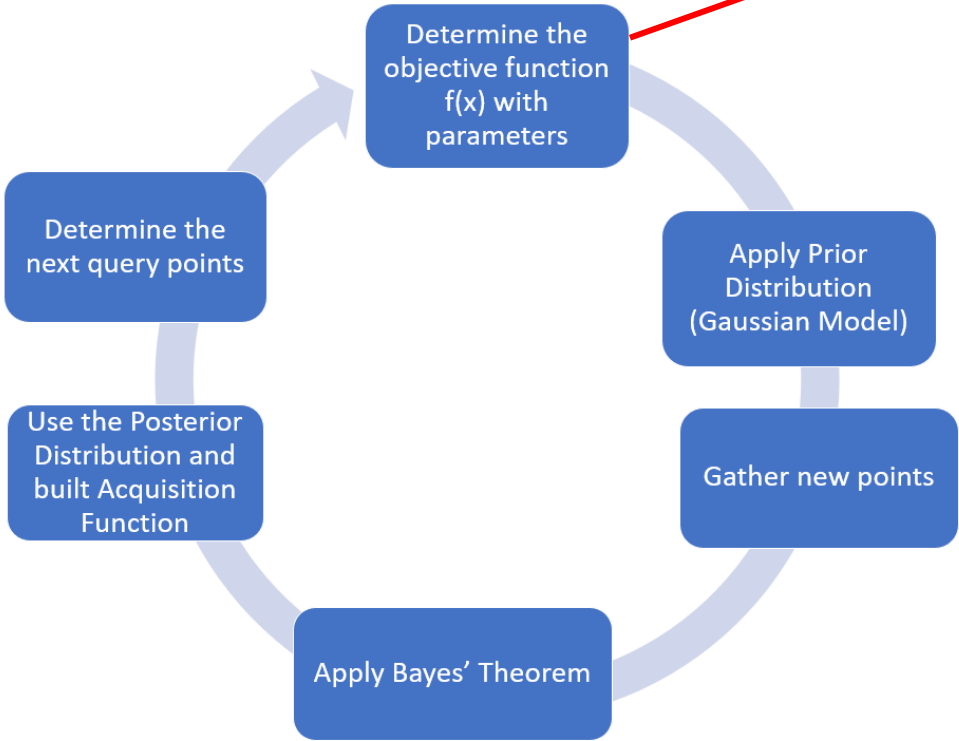 Determine the
objective function
f(x) with
parameters
Apply Prior
Distribution
(Gaussian Model)
Gather new points
Apply Bayes’ Theorem
Use the Posterior
Distribution and
built Acquisition
Function
Determine the
next query points